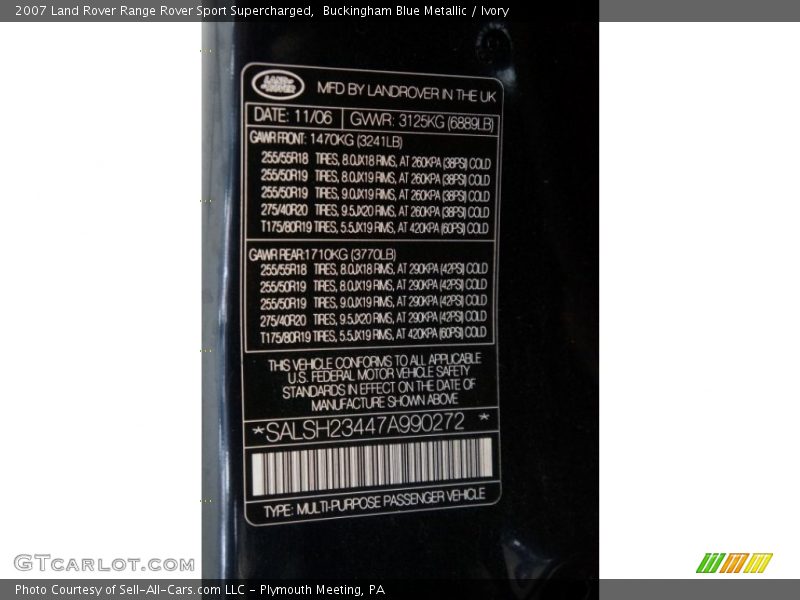 2007 Land Rover Range Rover Sport Supercharged,  Buckingham Blue Metallic / Ivory
LAND ROVER MFD BY LANDROVER IN THE UK
DATE: 11/06 GVWR: 3125KG (6889LB)
GAWR FRONT: 1470KG (3241LB)
255/55R18 TIRES, 8.0JX18 RIMS, AT 260KPA (38PSI) COLD
255/50R19 TIRES, 8.0JX19 RIMS, AT 260KPA (38PSI) COLD
255/50R19 TIRES, 9.0JX19 RIMS, AT 260KPA (38PSI) COLD
275/40R20 TIRES, 9.5JX20 RIMS, AT 260KPA (38PSI) COLD
T175/80R19 TIRES, 5.5JX19 RIMS, AT 420KPA (60PSI) COLD
GAWR REAR:1710KG (3770LB)
255/55R18 TIRES, 8.0JX18 RIMS, AT 290KPA (42PSI) COLD
255/50R19 TIRES, 8.0JX19 RIMS, AT 290KPA (42PSI) COLD
255/50R19 TIRES, 9.0JX19 RIMS, AT 290KPA (42PSI) COLD
275/40R20 TIRES, 9.5JX20 RIMS, AT 290KPA (42PSI) COLD
T175/80R19 TIRES, 5.5JX19 RIMS, AT 420KPA (60PSI) COLD
THIS VEHICLE CONFORMS TO ALL APPLICABLE
U.S. FEDERAL MOTOR VEHICLE SAFETY
STANDARDS IN EFFECT ON THE DATE OF
MANUFACTURE SHOWN ABOVE
*SALSH23447A990272 *
TYPE: MULTI-PURPOSE PASSENGER VEHICLE
GTcarlot.com
Photo Courtesy of Sell-All-Cars.com LLC - Plymouth Meeting, PA